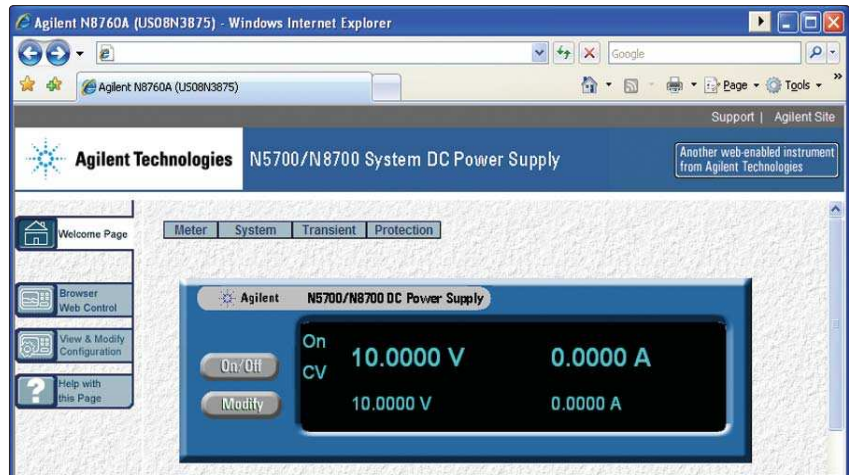 Agilent N8760A (US08N3875) - Windows Internet Explorer
Google
Agilent N8760A (US08N3875)
Page
Tools
»
Support | Agilent Site
Agilent Technologies
N5700/N8700 System DC Power Supply
Another web-enabled instrument
from Agilent Technologies
Welcome Page
Meter
System
Transient
Protection
Browser
Web Control
View & Modify
Configuration
Help with
this Page
Agilent
N5700/N8700 DC Power Supply
On/Off
Modify
On
CV
10.0000 V
0.0000 A
10.0000 V
0.0000 A